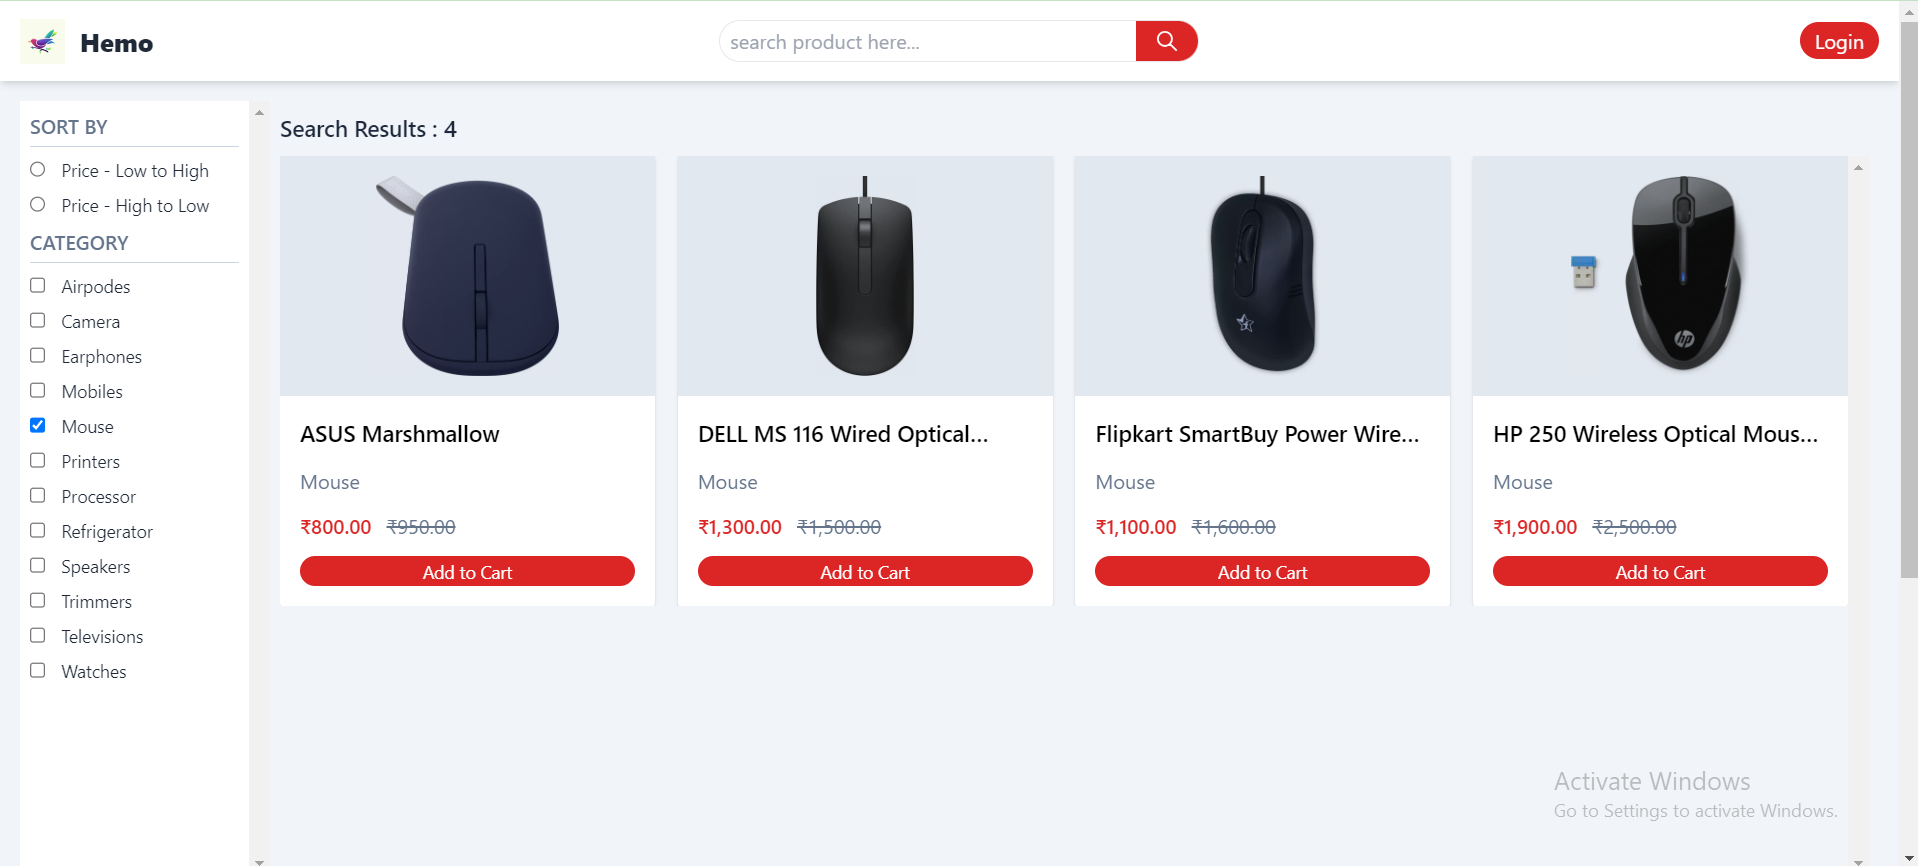 Hemo
search product here...
Login
SORT BY
Price - Low to High
Price - High to Low
CATEGORY
Airpodes
Camera
Earphones
Mobiles
Mouse
Printers
Processor
Refrigerator
Speakers
Trimmers
Televisions
Watches
Search Results : 4
hp
ASUS Marshmallow
Mouse
₹800.00 ₹950.00
Add to Cart
DELL MS 116 Wired Optical...
Mouse
₹1,300.00 ₹1,500.00
Add to Cart
Flipkart SmartBuy Power Wire...
Mouse
₹1,100.00 ₹1,600.00
Add to Cart
HP 250 Wireless Optical Mous...
Mouse
₹1,900.00 ₹2,500.00
Add to Cart
Activate Windows
Go to Settings to activate Windows.